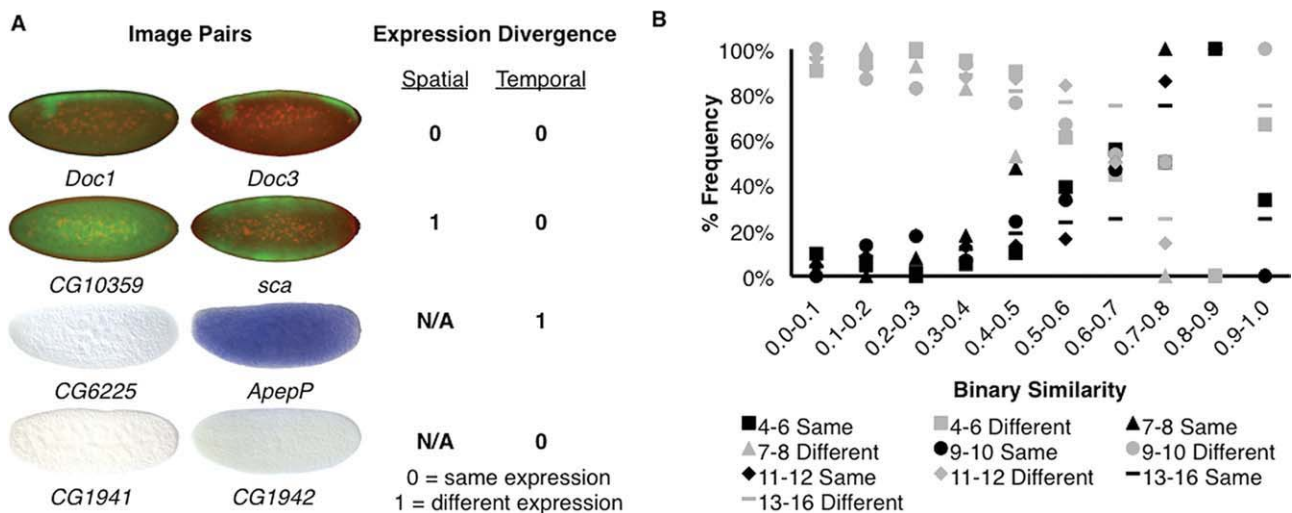 A
Image Pairs
Expression Divergence
Spatial
Temporal
0
0
Doc1
Doc3
1
0
CG10359
sca
N/A
1
CG6225
ApepP
N/A
0
CG1941
CG1942
0 = same expression
1 = different expression
B
% Frequency
100%
80%
60%
40%
20%
0%
0.0-0.1
0.1-0.2
0.2-0.3
0.3-0.4
0.4-0.5
0.5-0.6
0.6-0.7
0.7-0.8
0.8-0.9
0.9-1.0
Binary Similarity
4-6 Same
4-6 Different
7-8 Same
7-8 Different
9-10 Same
9-10 Different
11-12 Same
11-12 Different
13-16 Same
13-16 Different